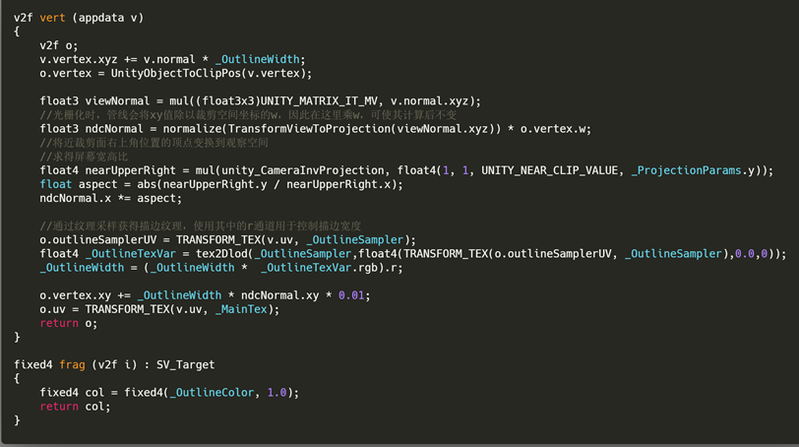 v2f vert (appdata v)
{
    v2f o;
    v.vertex.xyz += v.normal * _OutlineWidth;
    o.vertex = UnityObjectToClipPos(v.vertex);

    float3 viewNormal = mul((float3x3)UNITY_MATRIX_IT_MV, v.normal.xyz);
    //光栅化时，管线会将xy值除以裁剪空间坐标的w，因此在这里乘w，可使其计算后不变
    float3 ndcNormal = normalize(TransformViewToProjection(viewNormal.xyz)) * o.vertex.w;
    //将近裁剪面右上角位置的顶点变换到观察空间
    //求得屏幕宽高比
    float4 nearUpperRight = mul(unity_CameraInvProjection, float4(1, 1, UNITY_NEAR_CLIP_VALUE, _ProjectionParams.y));
    float aspect = abs(nearUpperRight.y / nearUpperRight.x);
    ndcNormal.x *= aspect;

    //通过纹理采样获得描边纹理，使用其中的r通道用于控制描边宽度
    o.outlineSamplerUV = TRANSFORM_TEX(v.uv, _OutlineSampler);
    float4 _OutlineTexVar = tex2Dlod(_OutlineSampler,float4(TRANSFORM_TEX(o.outlineSamplerUV, _OutlineSampler),0.0,0));
    _OutlineWidth = (_OutlineWidth *  _OutlineTexVar.rgb).r;

    o.vertex.xy += _OutlineWidth * ndcNormal.xy * 0.01;
    o.uv = TRANSFORM_TEX(v.uv, _MainTex);
    return o;
}

fixed4 frag (v2f i) : SV_Target
{
    fixed4 col = fixed4(_OutlineColor, 1.0);
    return col;
}